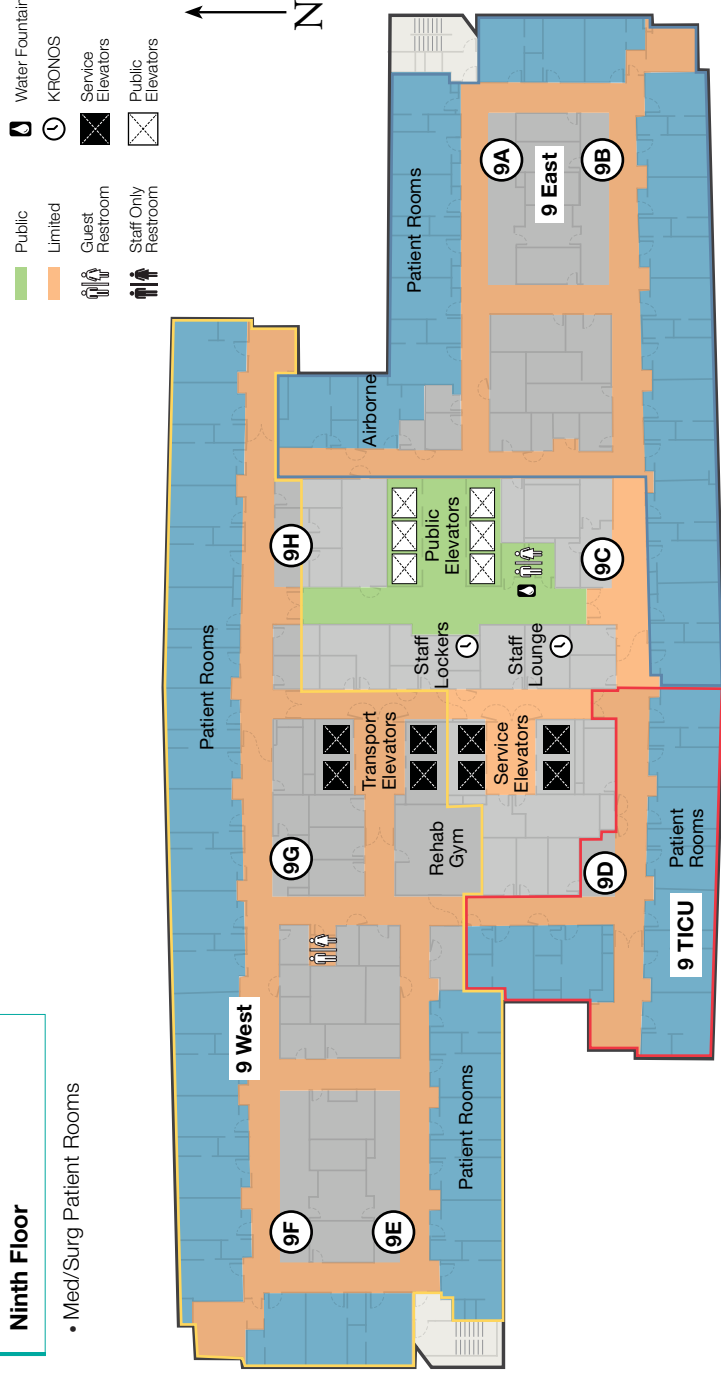 Ninth Floor
• Med/Surg Patient Rooms
Public
Limited
Guest
Restroom
Staff Only
Restroom
Water Fountain
KRONOS
Service
Elevators
Public
Elevators
N
Patient Rooms
9 West
9F
9E
9G
9H
Patient Rooms
Rehab
Gym
Transport
Elevators
Service
Elevators
Staff
Lockers
Staff
Lounge
Public
Elevators
9C
9D
9 TICU
Patient
Rooms
Airborne
Patient Rooms
9A
9 East
9B